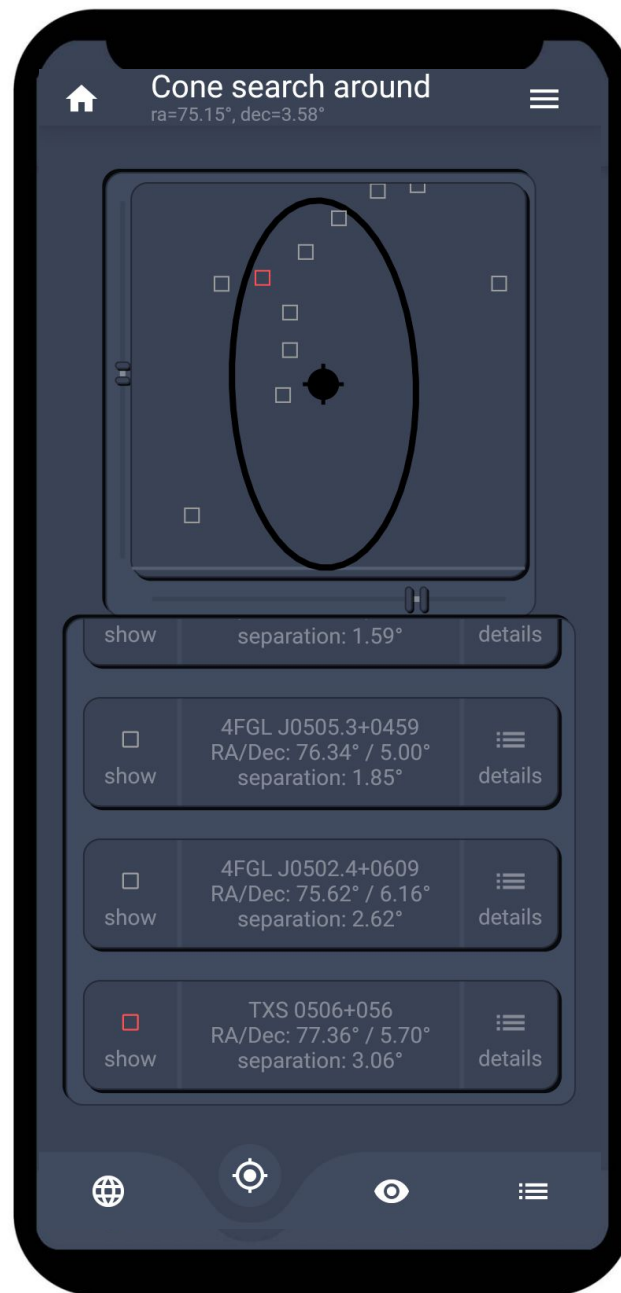 Cone search around
ra=75.15°, dec=3.58°
show
separation: 1.59°
details
4FGL J0505.3+0459
RA/Dec: 76.34° / 5.00°
separation: 1.85°
show
details
4FGL J0502.4+0609
RA/Dec: 75.62° / 6.16°
separation: 2.62°
show
details
TXS 0506+056
RA/Dec: 77.36° / 5.70°
separation: 3.06°
show
details